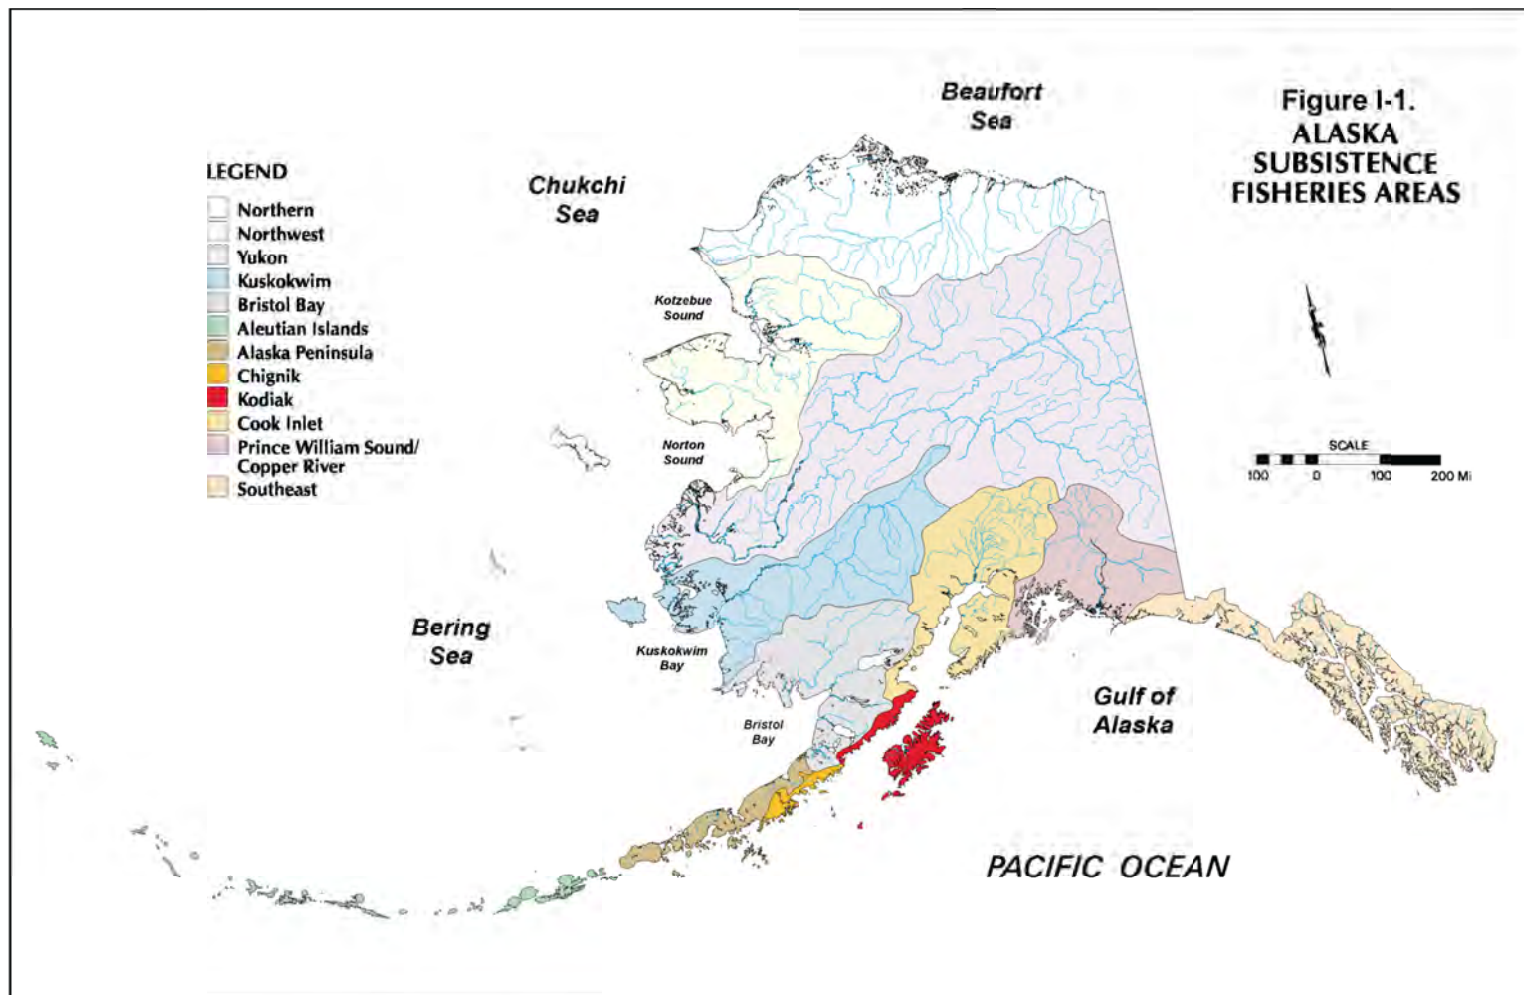 Figure I-1.
ALASKA
SUBSISTENCE
FISHERIES AREAS
Beaufort
Sea
Chukchi
Sea
LEGEND
Northern
Northwest
Yukon
Kuskokwim
Bristol Bay
Aleutian Islands
Alaska Peninsula
Chignik
Kodiak
Cook Inlet
Prince William Sound/
Copper River
Southeast
Kotzebue
Sound
Norton
Sound
SCALE
100 0 100 200 Mi
Bering
Sea
Kuskokwim
Bay
Bristol
Bay
Gulf of
Alaska
PACIFIC OCEAN